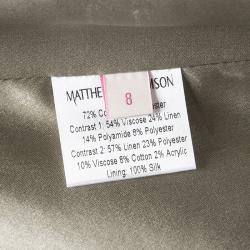 MATTHE
8
72% Co
Contrast 1: 54% Viscose 24% Linen
14% Polyamide 8% Polyester
Contrast 2: 57% Linen 23% Polyester
10% Viscose 8% Cotton 2% Acrylic
Lining: 100% Silk